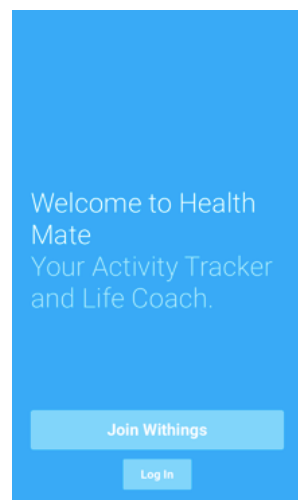 Welcome to Health
Mate
Your Activity Tracker
and Life Coach.
Join Withings
Log In